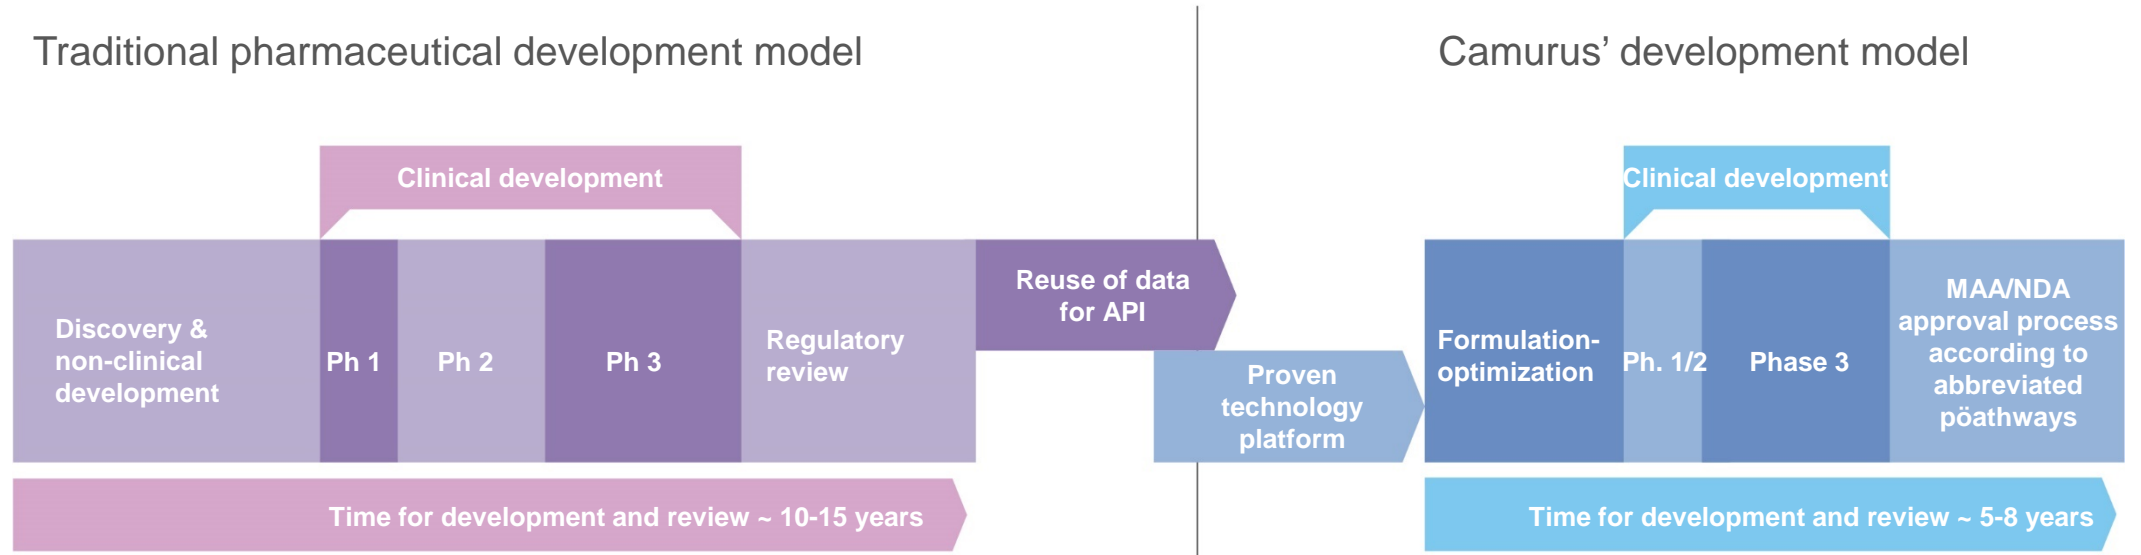 Traditional pharmaceutical development model
Camurus’ development model
Clinical development
Discovery &
non-clinical
development
Ph 1
Ph 2
Ph 3
Regulatory
review
Reuse of data
for API
Proven
technology
platform
Clinical development
Formulation-
optimization
Ph. 1/2
Phase 3
MAA/NDA
approval process
according to
abbreviated
pöathways
Time for development and review ~ 10-15 years
Time for development and review ~ 5-8 years